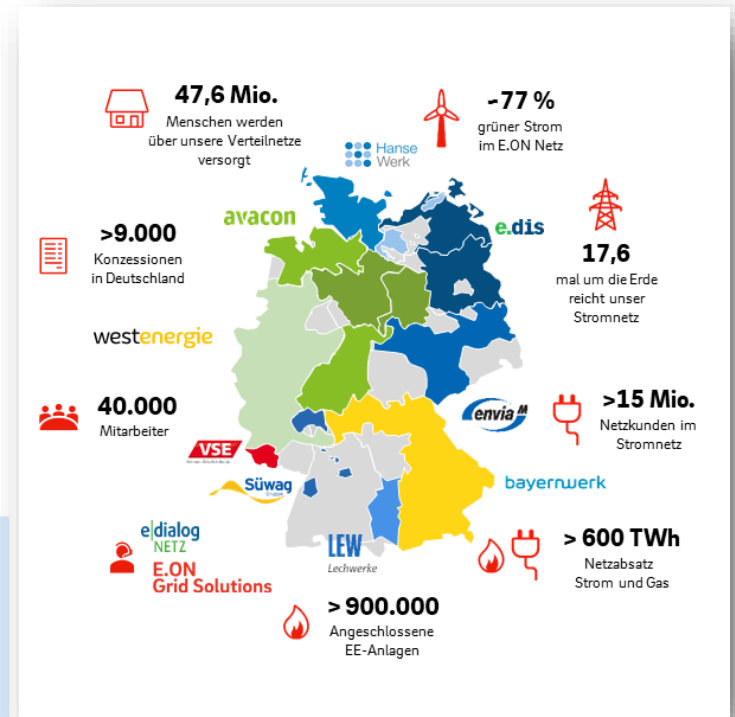 47,6 Mio.
Menschen werden
über unsere Verteilnetze
versorgt
~77 %
grüner Strom
im E.ON Netz
Hanse
Werk
avacon
e.dis
>9.000
Konzessionen
in Deutschland
17,6
mal um die Erde
reicht unser
Stromnetz
westenergie
40.000
Mitarbeiter
envia M
>15 Mio.
Netzkunden im
Stromnetz
VSE
Süwag
Gruppe
bayernwerk
e|dialog
NETZ
E.ON
Grid Solutions
LEW
Lechwerke
> 600 TWh
Netzabsatz
Strom und Gas
> 900.000
Angeschlossene
EE-Anlagen